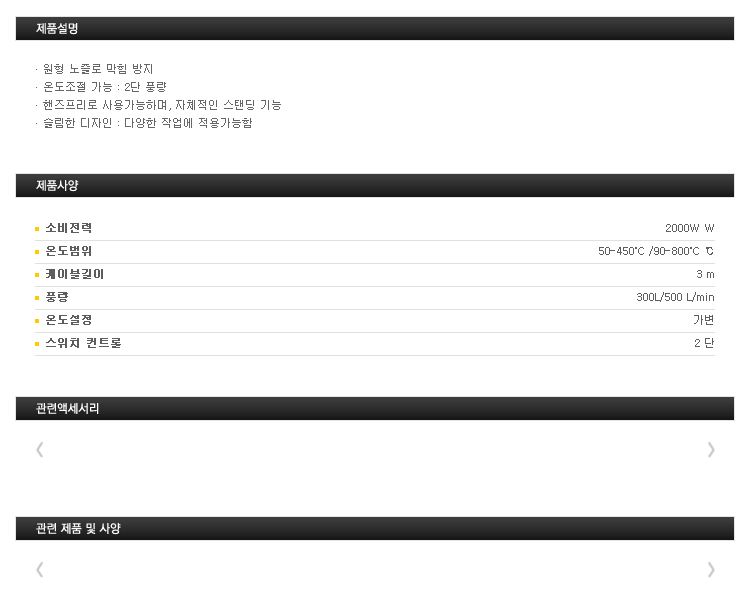 제품설명
· 원형 노즐로 막힘 방지
· 온도조절 가능 : 2단 풍량
· 핸즈프리로 사용가능하며, 자체적인 스탠딩 기능
· 슬림한 디자인 : 다양한 작업에 적용가능함
제품사양
소비전력 2000W W
온도범위 50-450°C /90-800°C ℃
케이블길이 3 m
풍량 300L/500 L/min
온도설정 가변
스위치 컨트롤 2 단
관련액세서리
관련 제품 및 사양